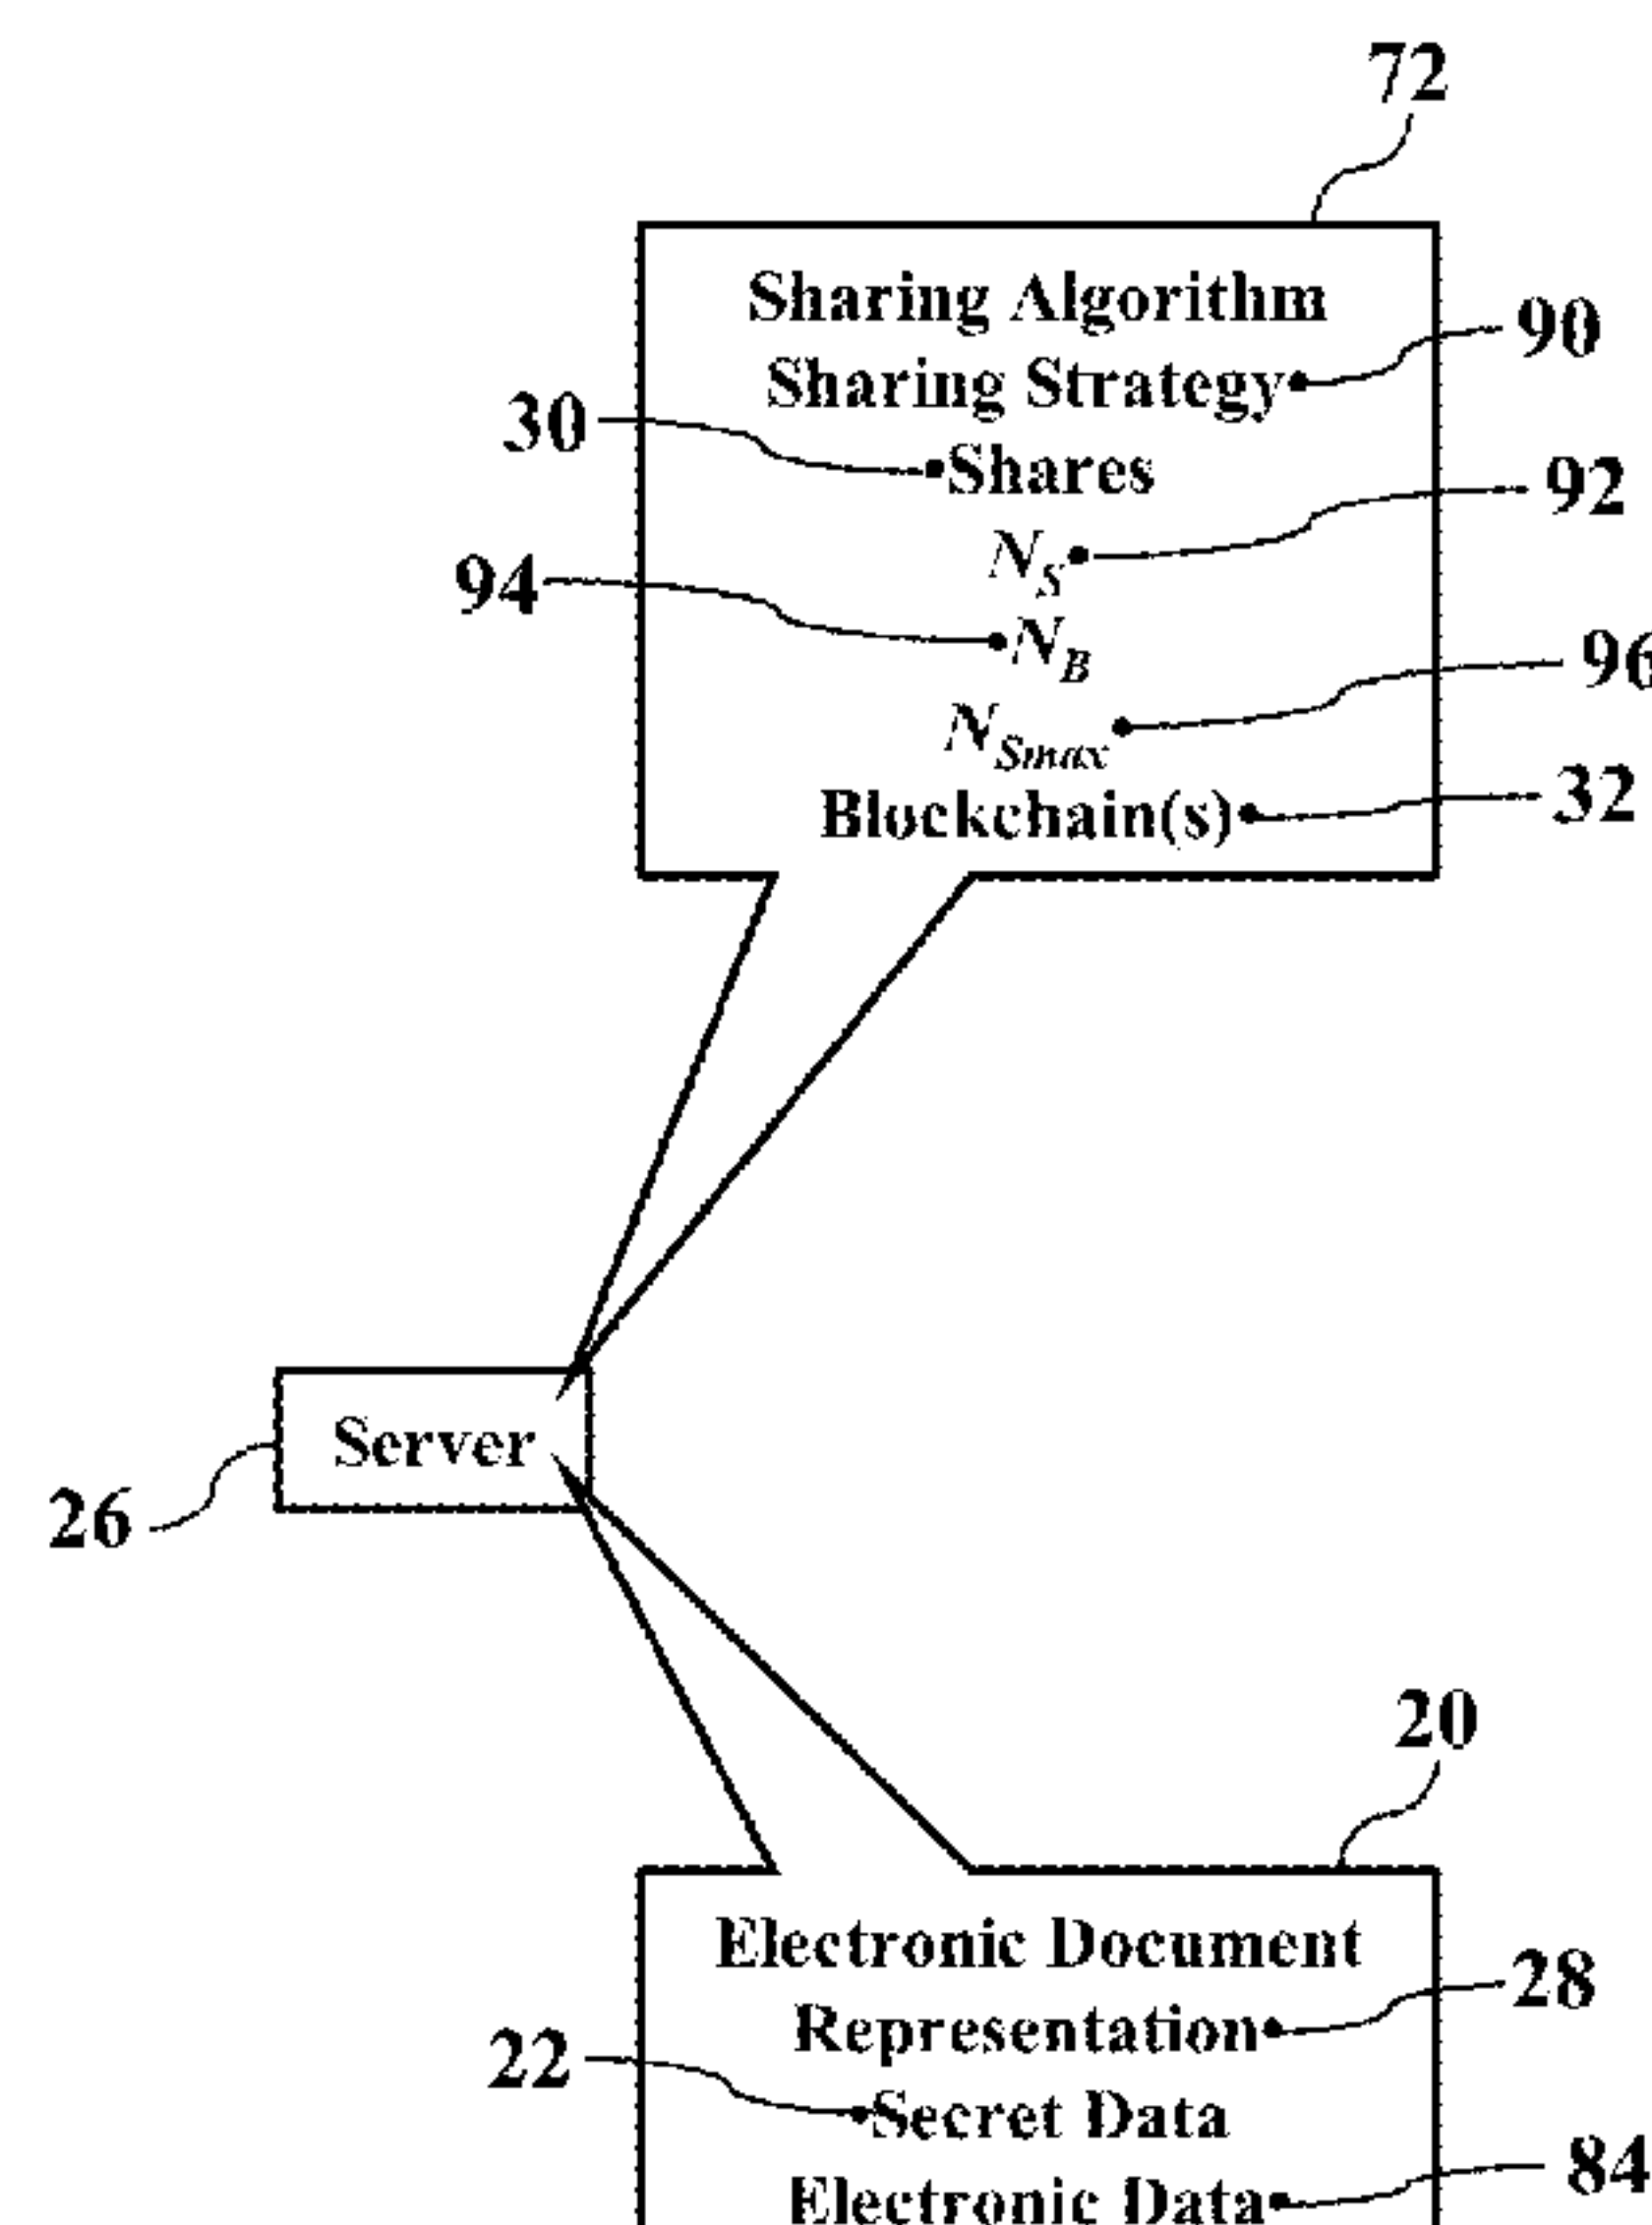 72
Sharing Algorithm
Sharing Strategy 90
30 Shares
N_S 92
94 N_B
N_Smax 96
Blockchain(s) 32
Server
26
20
Electronic Document
Representation 28
22 Secret Data
Electronic Data 84